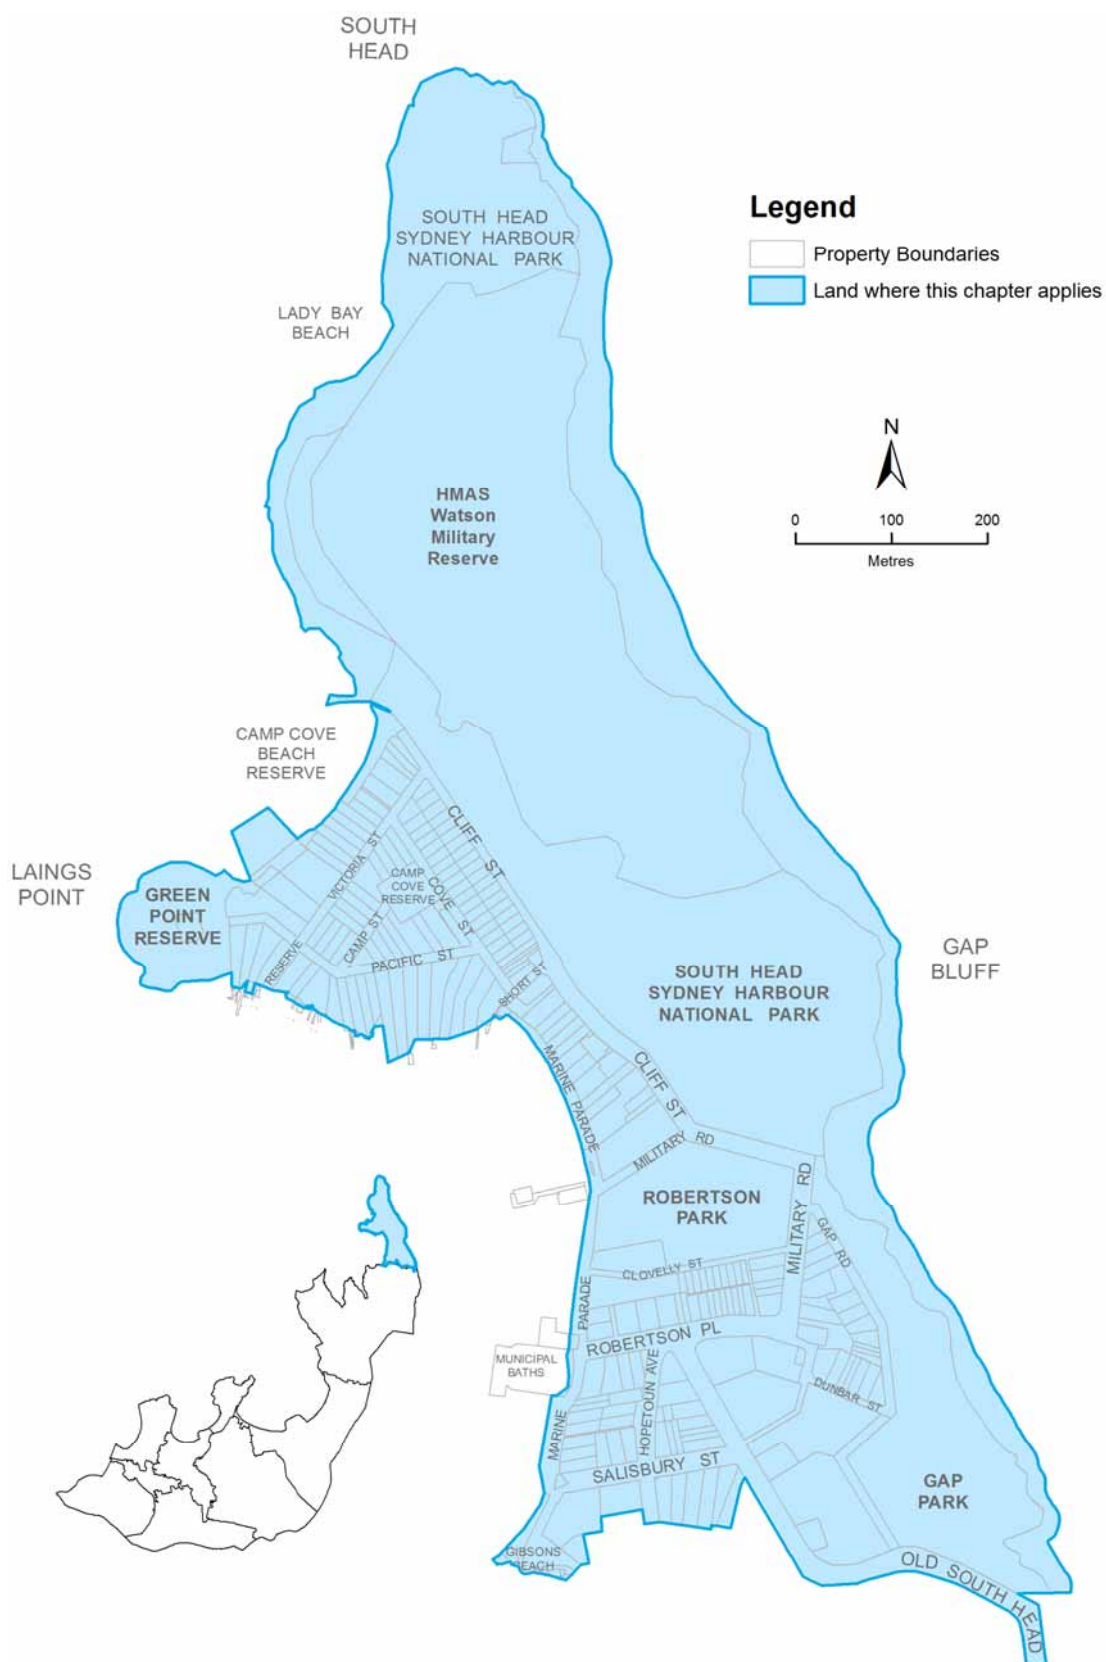 SOUTH
HEAD
SOUTH HEAD
SYDNEY HARBOUR
NATIONAL PARK
Legend
Property Boundaries
Land where this chapter applies
LADY BAY
BEACH
N
0 100 200
Metres
HMAS
Watson
Military
Reserve
CAMP COVE
BEACH
RESERVE
CLIFF ST
VICTORIA ST
LAINGS
POINT
GREEN
POINT
RESERVE
CAMP
COVE
RESERVE
COVE ST
CAMP ST
RESERVE
PACIFIC ST
SHORT ST
GAP
BLUFF
SOUTH HEAD
SYDNEY HARBOUR
NATIONAL PARK
MARINE PARADE
CLIFF ST
MILITARY RD
ROBERTSON
PARK
MILITARY RD
GAP RD
CLOVELLY ST
PARADE
ROBERTSON PL
MUNICIPAL
BATHS
HOPETOUN AVE
DUNBAR ST
MARINE
SALISBURY ST
GAP
PARK
GIBSONS
BEACH
OLD SOUTH HEAD